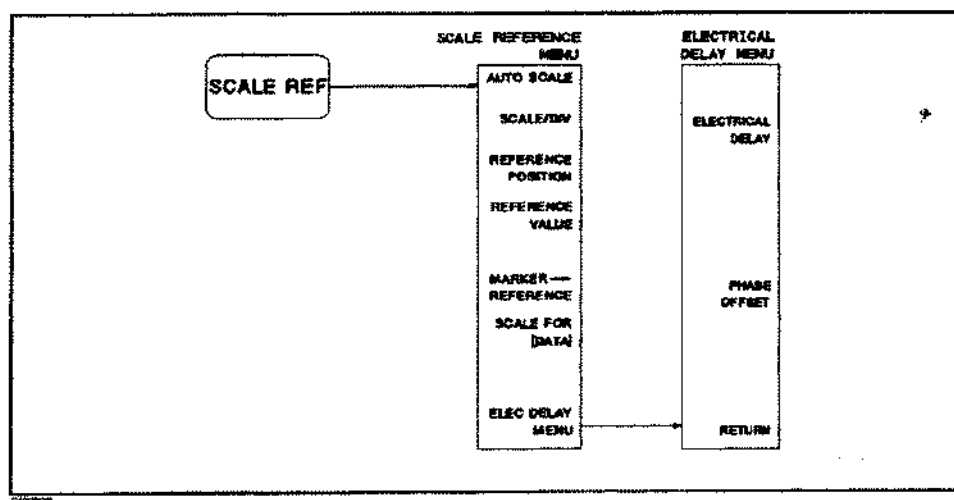 SCALE REF
SCALE REFERENCE
MENU
AUTO SCALE
SCALE/DIV
REFERENCE
POSITION
REFERENCE
VALUE
MARKER —
REFERENCE
SCALE FOR
[DATA]
ELEC DELAY
MENU
ELECTRICAL
DELAY MENU
ELECTRICAL
DELAY
PHASE
OFFSET
RETURN